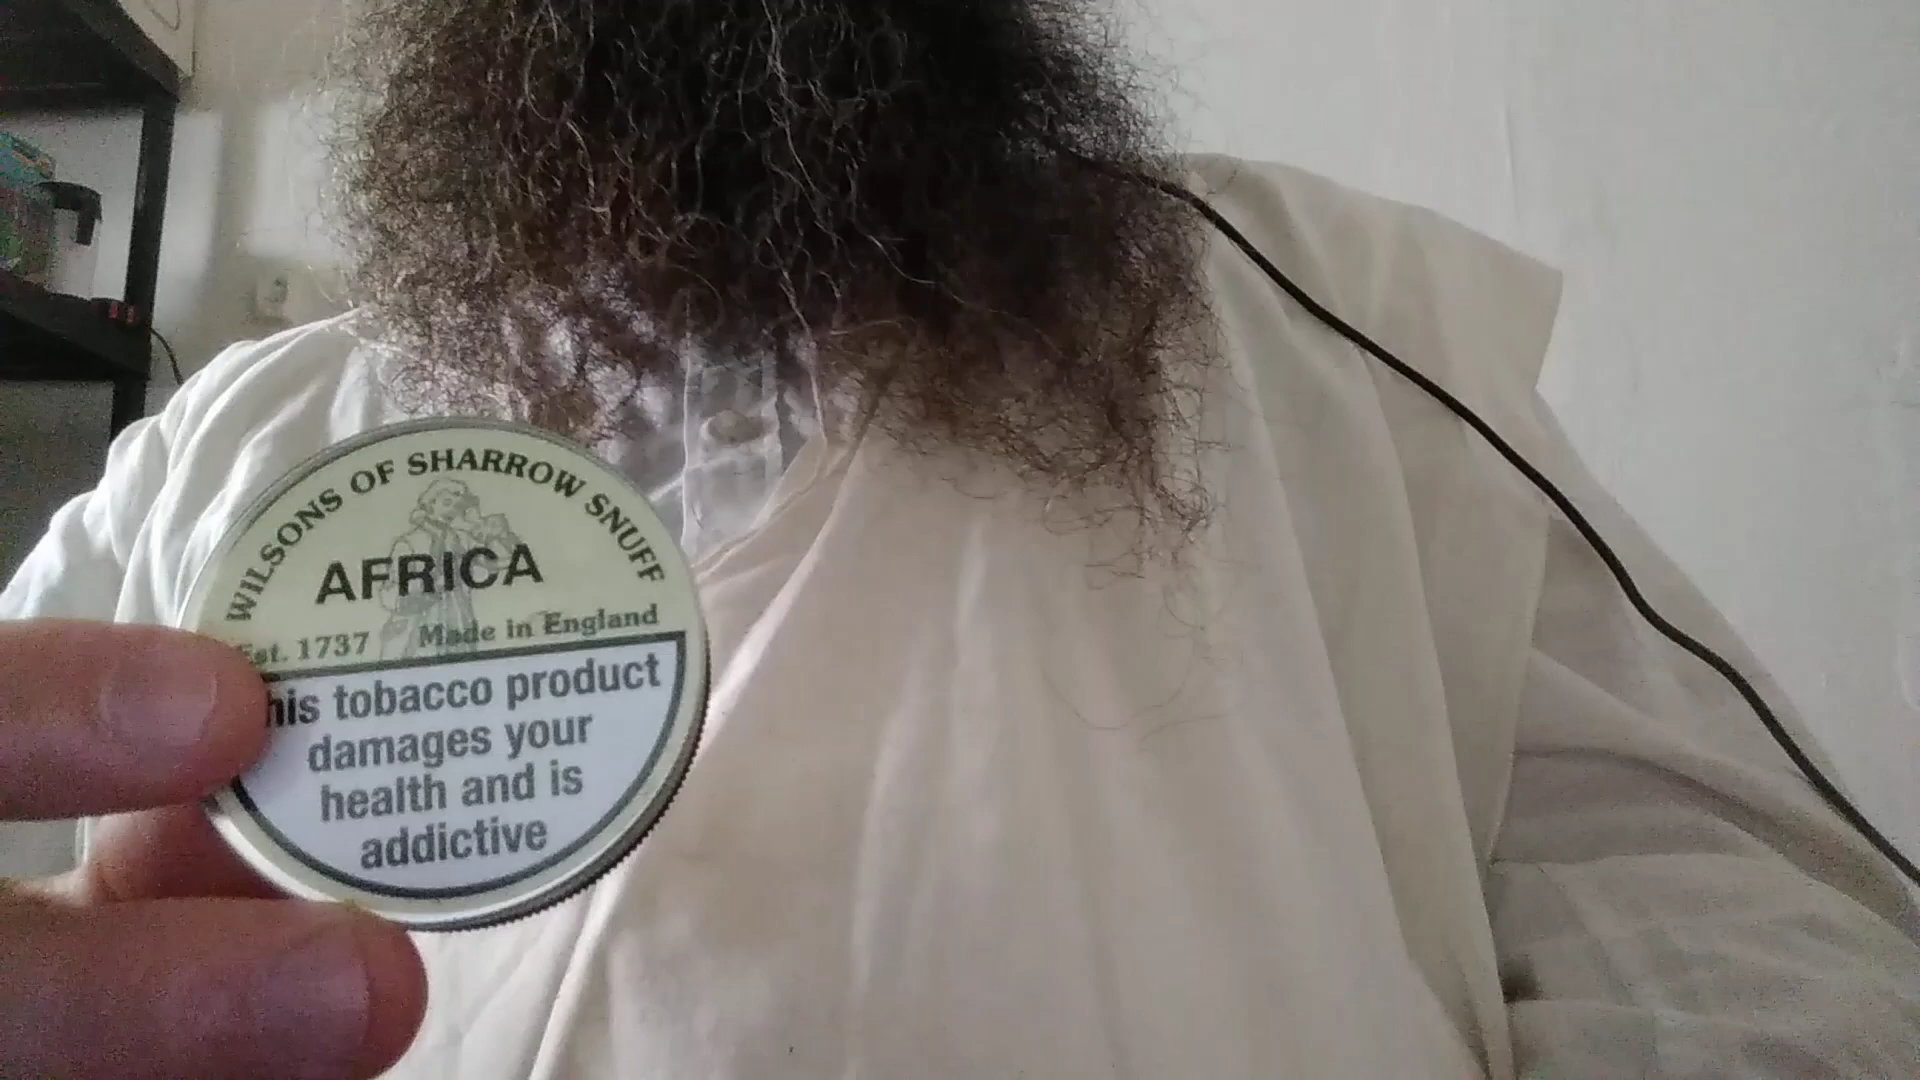 WILSONS OF SHARROW SNUFF
AFRICA
Est. 1737 Made in England
his tobacco product
damages your
health and is
addictive